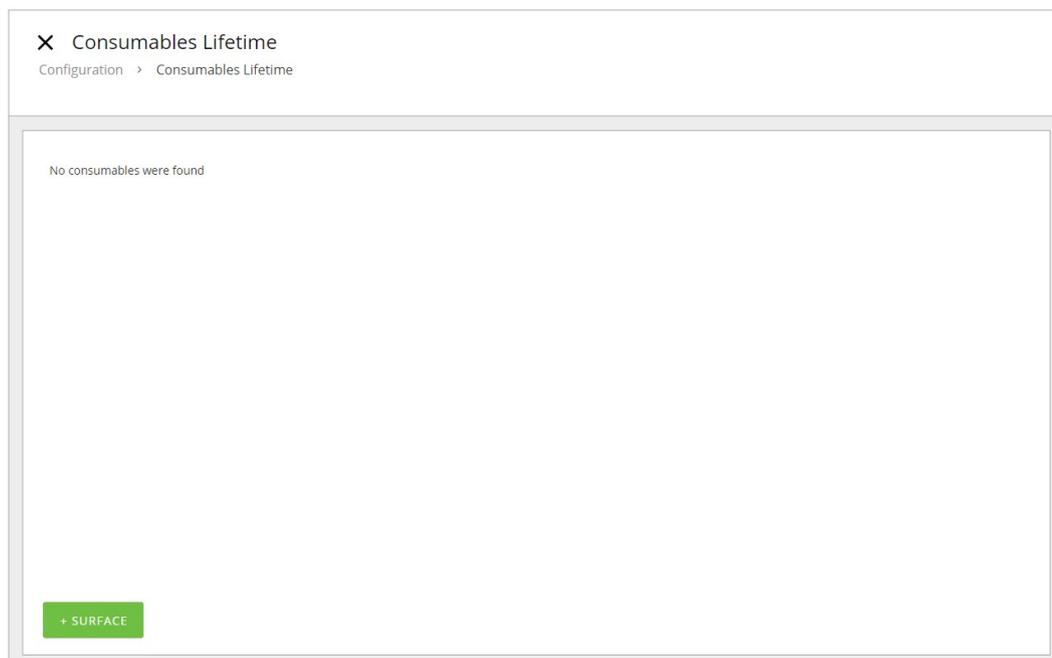 Consumables Lifetime
Configuration > Consumables Lifetime
No consumables were found
+ SURFACE